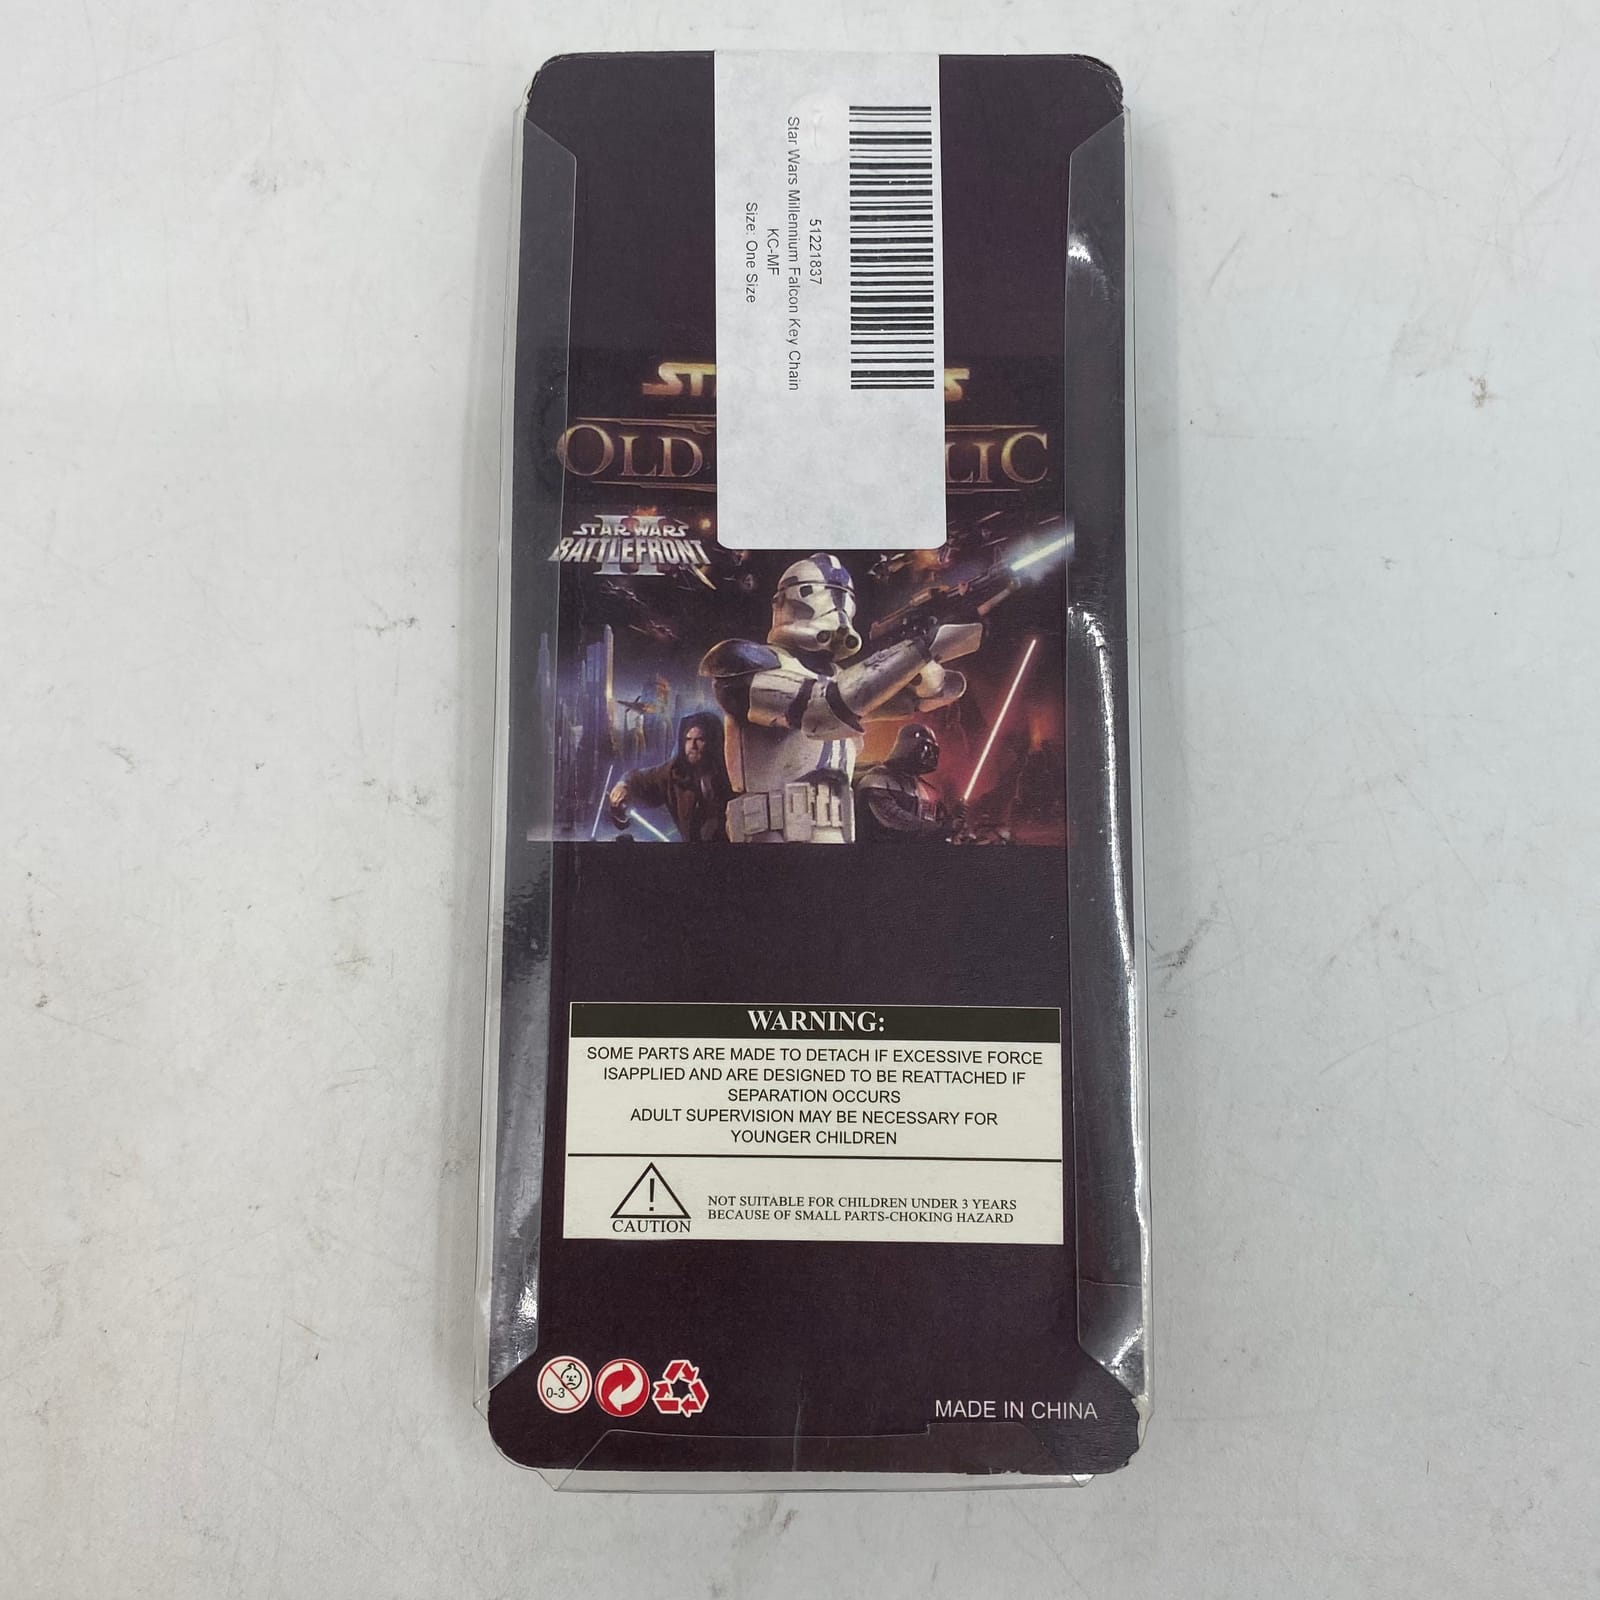 51221837
Star Wars Millennium Falcon Key Chain
KC-MF
Size: One Size
ST S
OLD LIC
II
STAR WARS
BATTLEFRONT
WARNING:
SOME PARTS ARE MADE TO DETACH IF EXCESSIVE FORCE
ISAPPLIED AND ARE DESIGNED TO BE REATTACHED IF
SEPARATION OCCURS
ADULT SUPERVISION MAY BE NECESSARY FOR
YOUNGER CHILDREN
CAUTION
NOT SUITABLE FOR CHILDREN UNDER 3 YEARS
BECAUSE OF SMALL PARTS-CHOKING HAZARD
0-3
MADE IN CHINA